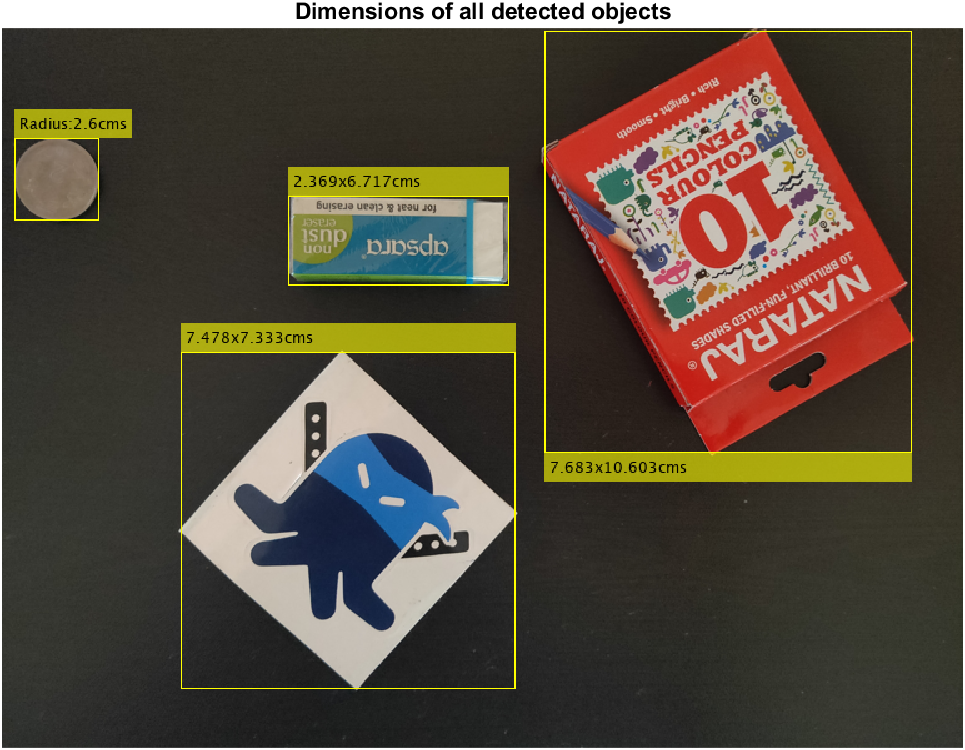 Dimensions of all detected objects
Radius:2.6cms
2.369x6.717cms
for neat & clean erasing
apsara
non
dust
eraser
7.478x7.333cms
Rich • Bright • Smooth
10
COLOUR
PENCILS
NATARAJ®
10 BRILLIANT, FUN-FILLED SHADES
7.683x10.603cms